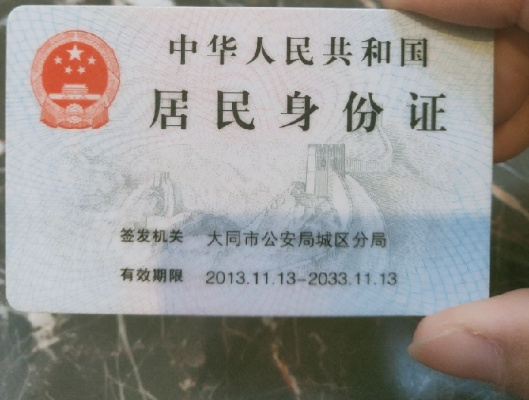 中华人民共和国
居民身份证
签发机关 大同市公安局城区分局
有效期限 2013.11.13-2033.11.13